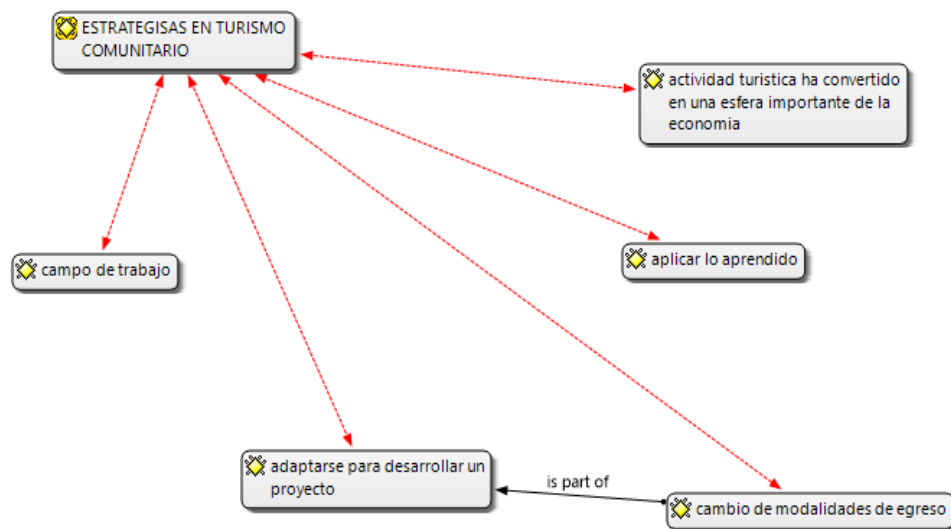 ESTRATEGISAS EN TURISMO
COMUNITARIO
actividad turistica ha convertido
en una esfera importante de la
economia
campo de trabajo
aplicar lo aprendido
adaptarse para desarrollar un
proyecto
is part of
cambio de modalidades de egreso